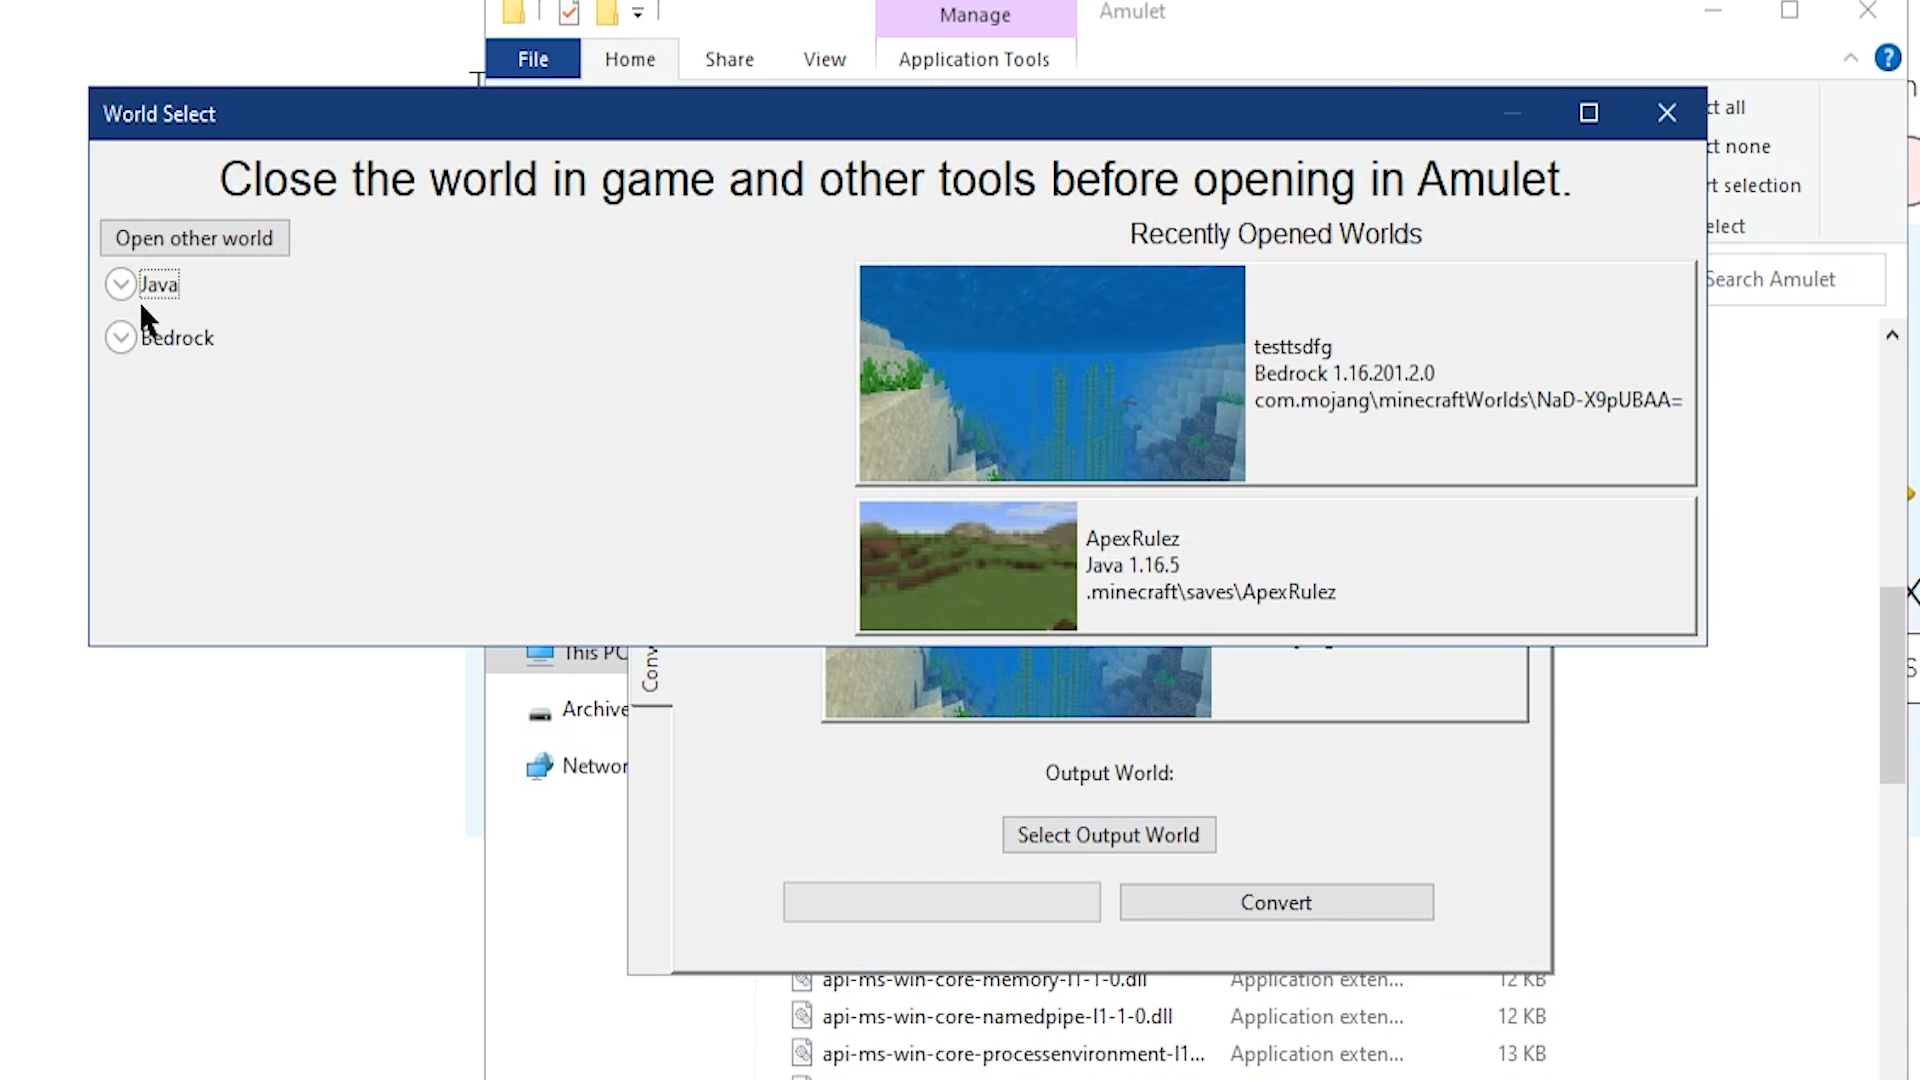 Manage
Amulet
File
Home
Share
View
Application Tools
World Select
Close the world in game and other tools before opening in Amulet.
Open other world
Java
Bedrock
Recently Opened Worlds
testtsdfg
Bedrock 1.16.201.2.0
com.mojang\minecraftWorlds\NaD-X9pUBAA=
ApexRulez
Java 1.16.5
.minecraft\saves\ApexRulez
ct all
ct none
rt selection
elect
Search Amulet
This PC
Archive
Networ
Conv
Output World:
Select Output World
Convert
api-ms-win-core-memory-l1-1-0.dll Application exten... 12 KB
api-ms-win-core-namedpipe-l1-1-0.dll Application exten... 12 KB
api-ms-win-core-processenvironment-l1... Application exten... 13 KB